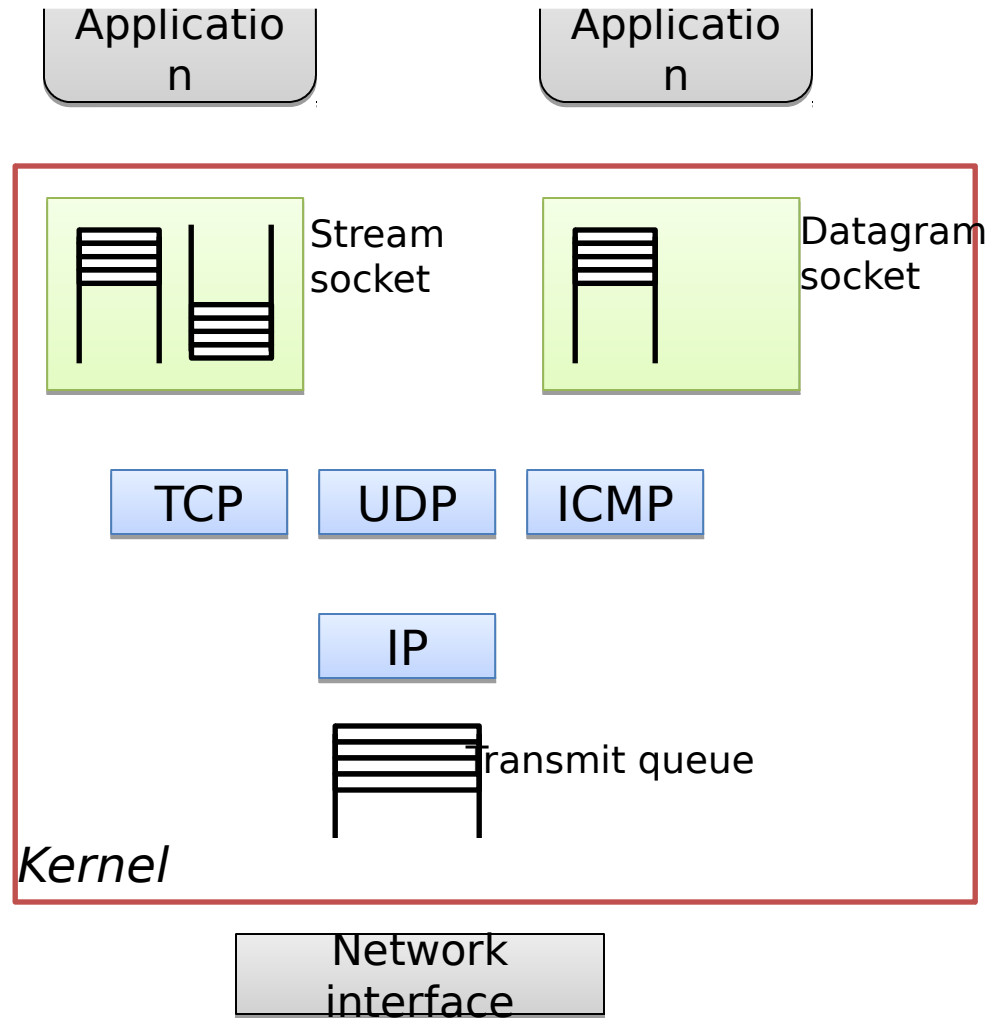 Applicatio
n
Applicatio
n
Stream
socket
Datagram
socket
TCP
UDP
ICMP
IP
Transmit queue
Kernel
Network
interface